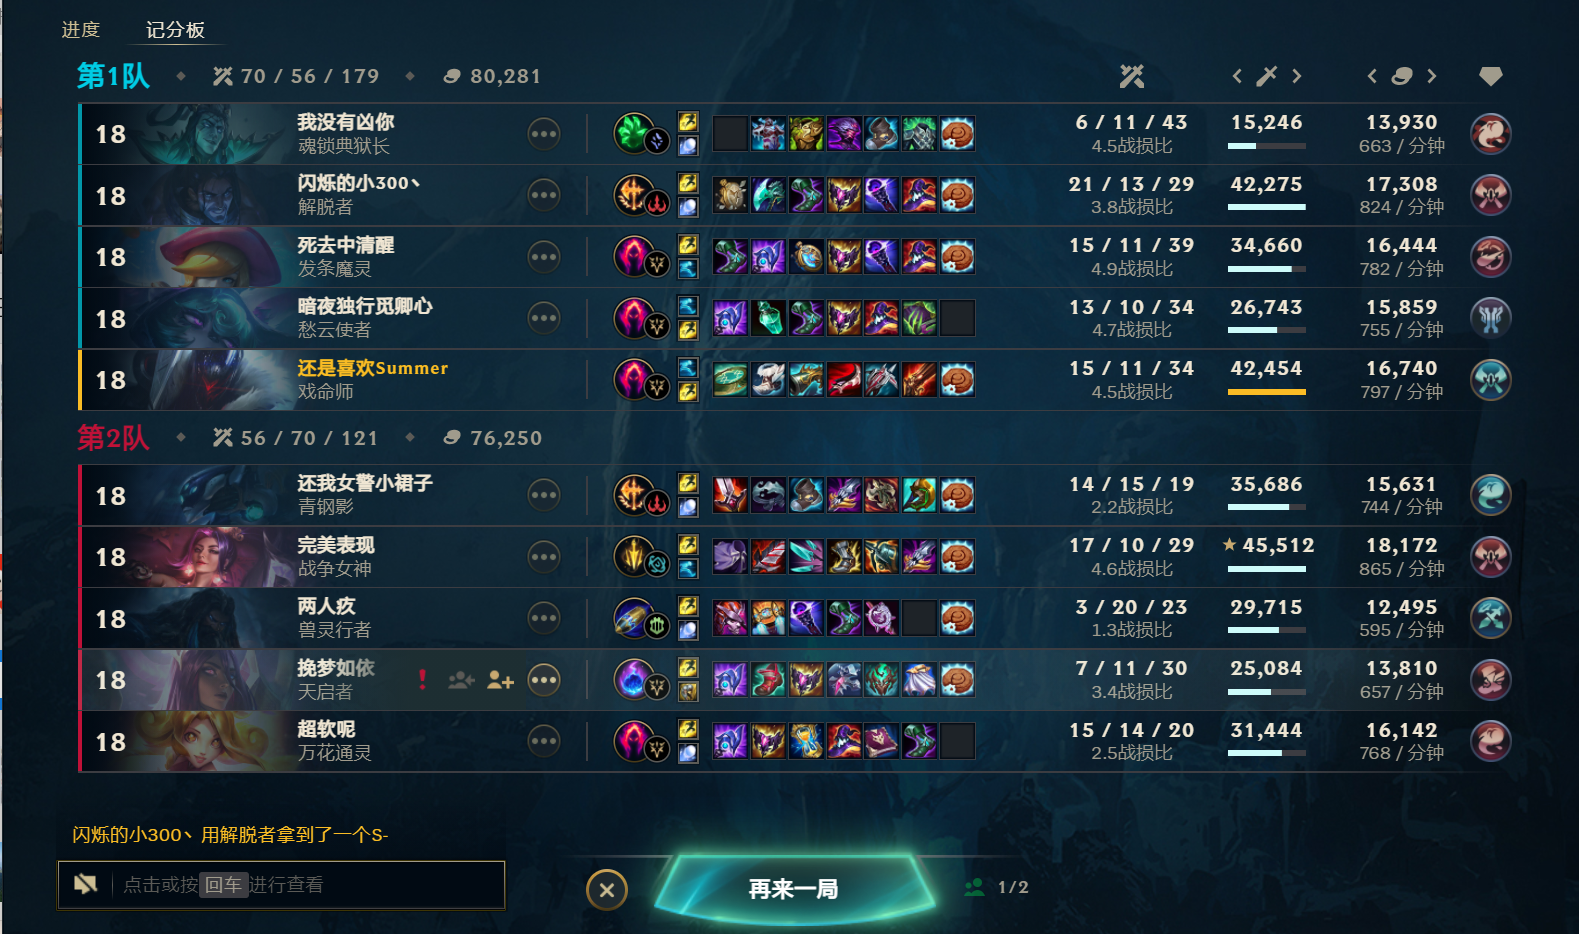 进度 记分板
第1队 70 / 56 / 179 80,281
18 我没有凶你 6 / 11 / 43 15,246 13,930
魂锁典狱长 4.5战损比 663 / 分钟
18 闪烁的小300丶 21 / 13 / 29 42,275 17,308
解脱者 3.8战损比 824 / 分钟
18 死去中清醒 15 / 11 / 39 34,660 16,444
发条魔灵 4.9战损比 782 / 分钟
18 暗夜独行觅卿心 13 / 10 / 34 26,743 15,859
愁云使者 4.7战损比 755 / 分钟
18 还是喜欢Summer 15 / 11 / 34 42,454 16,740
戏命师 4.5战损比 797 / 分钟
第2队 56 / 70 / 121 76,250
18 还我女警小裙子 14 / 15 / 19 35,686 15,631
青钢影 2.2战损比 744 / 分钟
18 完美表现 17 / 10 / 29 45,512 18,172
战争女神 4.6战损比 865 / 分钟
18 两人疚 3 / 20 / 23 29,715 12,495
兽灵行者 1.3战损比 595 / 分钟
18 挽梦如依 7 / 11 / 30 25,084 13,810
天启者 3.4战损比 657 / 分钟
18 超软呢 15 / 14 / 20 31,444 16,142
万花通灵 2.5战损比 768 / 分钟
闪烁的小300丶 用解脱者拿到了一个S-
点击或按 回车 进行查看
再来一局 1/2